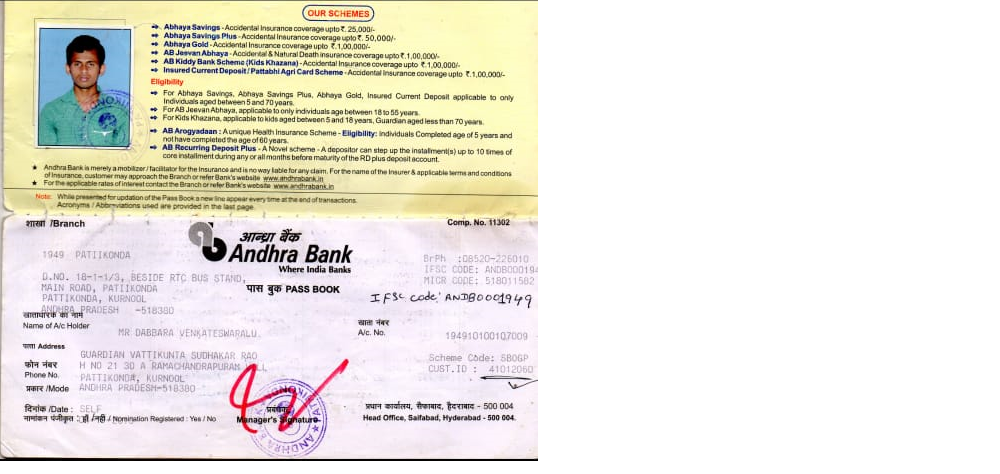 OUR SCHEMES
Abhaya Savings - Accidental Insurance coverage upto ₹. 25,000/-
Abhaya Savings Plus - Accidental Insurance coverage upto ₹. 50,000/-
Abhaya Gold - Accidental Insurance coverage upto ₹.1,00,000/-
AB Jeevan Abhaya - Accidental & Natural Death insurance coverage upto ₹.1,00,000/-
AB Kiddy Bank Scheme (Kids Khazana) - Accidental Insurance coverage upto ₹.1,00,000/-
Insured Current Deposit / Pattabhi Agri Card Scheme - Accidental Insurance coverage upto ₹.1,00,000/-
Eligibility
For Abhaya Savings, Abhaya Savings Plus, Abhaya Gold, Insured Current Deposit applicable to only
Individuals aged between 5 and 70 years.
For AB Jeevan Abhaya, applicable to only individuals age between 18 to 55 years.
For Kids Khazana, applicable to kids aged between 5 and 18 years, Guardian aged less than 70 years.
AB Arogyadaan : A unique Health Insurance Scheme - Eligibility: Individuals Completed age of 5 years and
not have completed the age of 60 years.
AB Recurring Deposit Plus - A Novel scheme - A depositor can step up the installment(s) up to 10 times of
core installment during any or all months before maturity of the RD plus deposit account.
★ Andhra Bank is merely a mobilizer / facilitator for the Insurance and is no way liable for any claim. For the name of the Insurer & applicable terms and conditions
of Insurance, customer may approach the Branch or refer Bank's website www.andhrabank.in
★ For the applicable rates of interest contact the Branch or refer Bank's website www.andhrabank.in
Note: While presented for updation of the Pass Book a new line appear every time at the end of transactions.
Acronyms / Abbreviations used are provided in the last page.
शाखा /Branch
Comp. No. 11302
आन्ध्रा बैंक
Andhra Bank
Where India Banks
पास बुक PASS BOOK
1949 PATTIKONDA
D.NO. 18-1-1/3, BESIDE RTC BUS STAND,
MAIN ROAD, PATTIKONDA
PATTIKONDA, KURNOOL
ANDHRA PRADESH -518380
BrPh :08520-226010
IFSC CODE: ANDB000194
MICR CODE: 518011582
IFSC code: ANDB0001949
खाताधारक का नाम
Name of A/c Holder
MR DABBARA VENKATESWARALU.
खाता नंबर
A/c. No.
194910100107009
पता Address
GUARDIAN VATTIKUNTA SUDHAKAR RAO
H NO 21 30 A RAMACHANDRAPURAM
PATTIKONDA, KURNOOL
ANDHRA PRADESH-518380
फोन नंबर
Phone No.
प्रकार /Mode
Scheme Code: SBOGP
CUST.ID : 41012060
दिनांक /Date : SELF
नामांकन पंजीकृत : हाँ /नहीं / Nomination Registered : Yes / No
प्रबंधक
Manager's Signature
प्रधान कार्यालय, सैफाबाद, हैदराबाद - 500 004
Head Office, Saifabad, Hyderabad - 500 004.